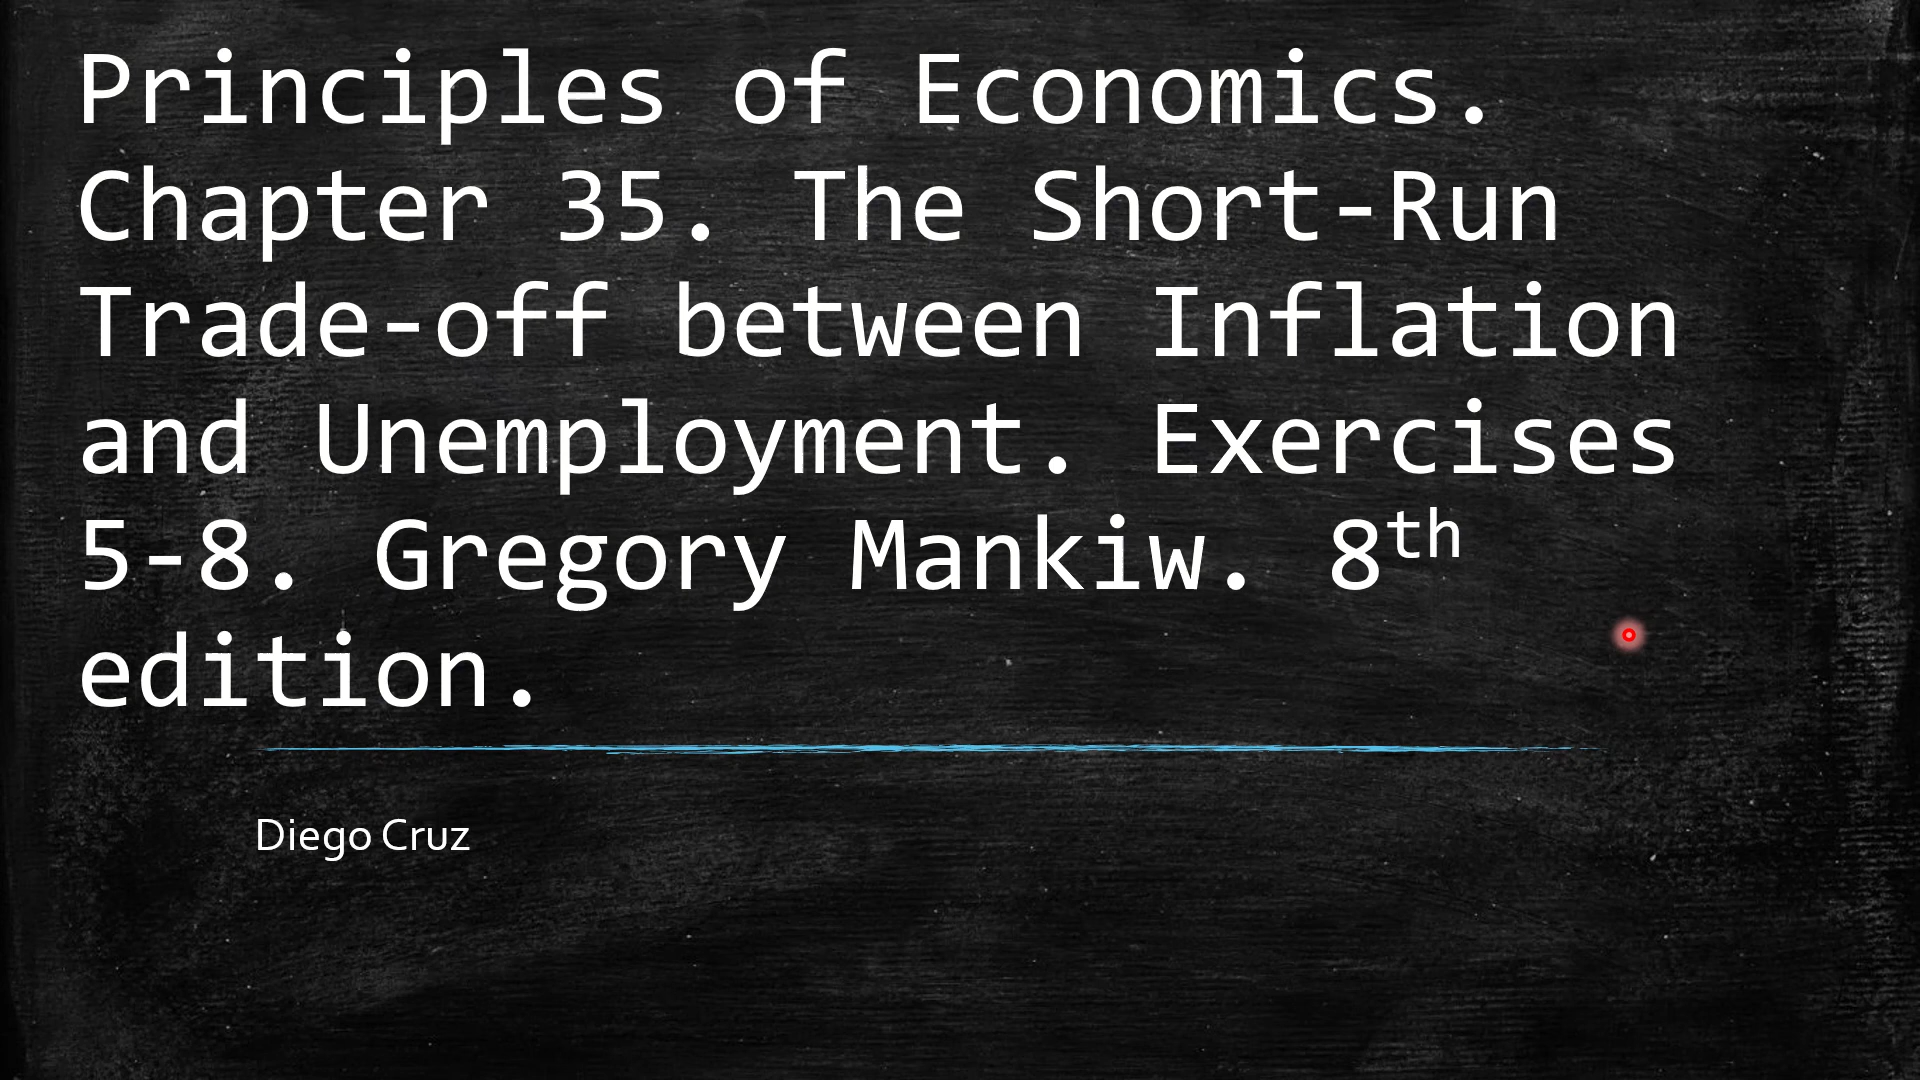 Principles of Economics.
Chapter 35. The Short-Run
Trade-off between Inflation
and Unemployment. Exercises
5-8. Gregory Mankiw. 8th
edition.
Diego Cruz